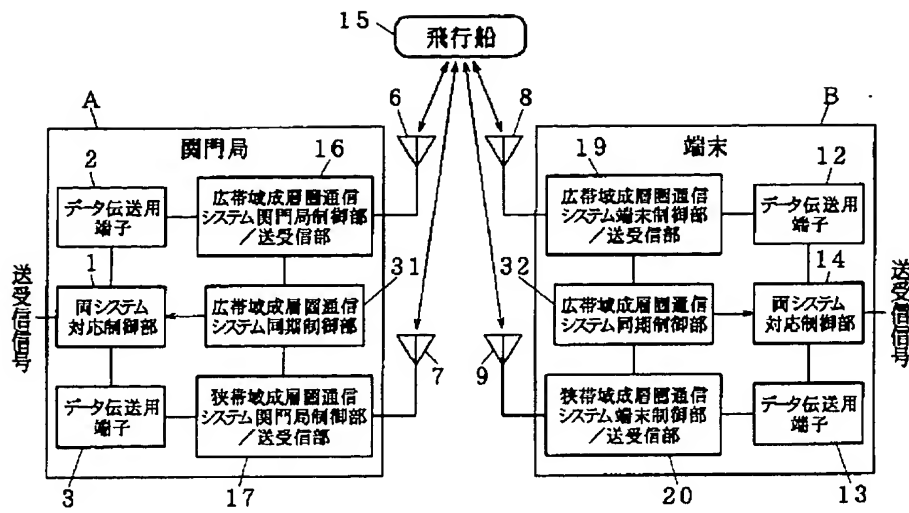 15
飛行船
A
6
8
B
関門局
16
2
広帯域成層圏通信
システム関門局制御部
/送受信部
データ伝送用
端子
送受信信号
1
両システム
対応制御部
31
広帯域成層圏通信
システム同期制御部
7
データ伝送用
端子
狭帯域成層圏通信
システム関門局制御部
/送受信部
3
17
端末
19
12
広帯域成層圏通信
システム端末制御部
/送受信部
データ伝送用
端子
32
14
広帯域成層圏通信
システム同期制御部
両システム
対応制御部
送受信信号
9
狭帯域成層圏通信
システム端末制御部
/送受信部
データ伝送用
端子
20
13